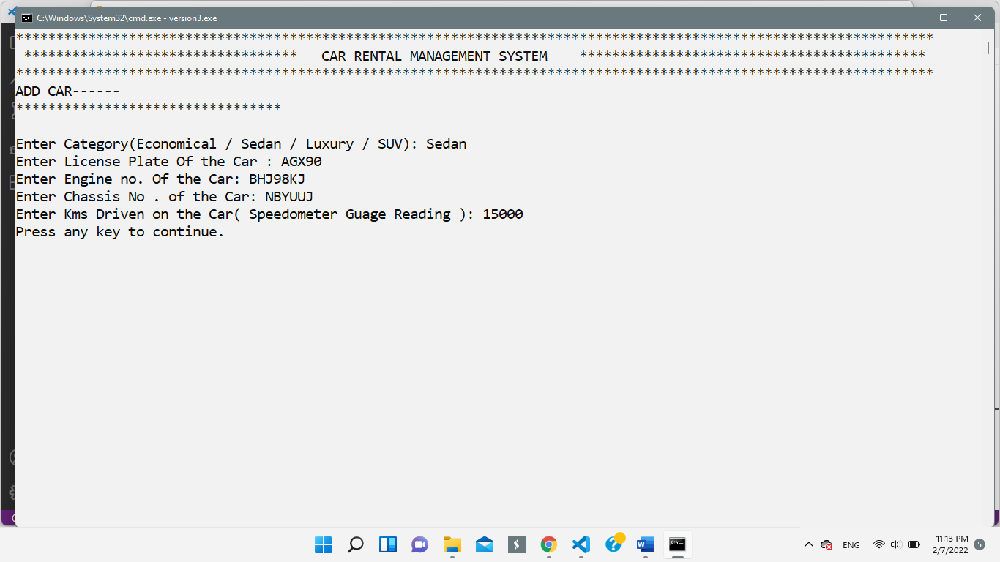 C:\Windows\System32\cmd.exe - version3.exe
******************************************************************************************************************
********************************** CAR RENTAL MANAGEMENT SYSTEM *******************************************
******************************************************************************************************************
ADD CAR------
*********************************
Enter Category(Economical / Sedan / Luxury / SUV): Sedan
Enter License Plate Of the Car : AGX90
Enter Engine no. Of the Car: BHJ98KJ
Enter Chassis No . of the Car: NBYUUJ
Enter Kms Driven on the Car( Speedometer Guage Reading ): 15000
Press any key to continue.
ENG
11:13 PM
2/7/2022
5